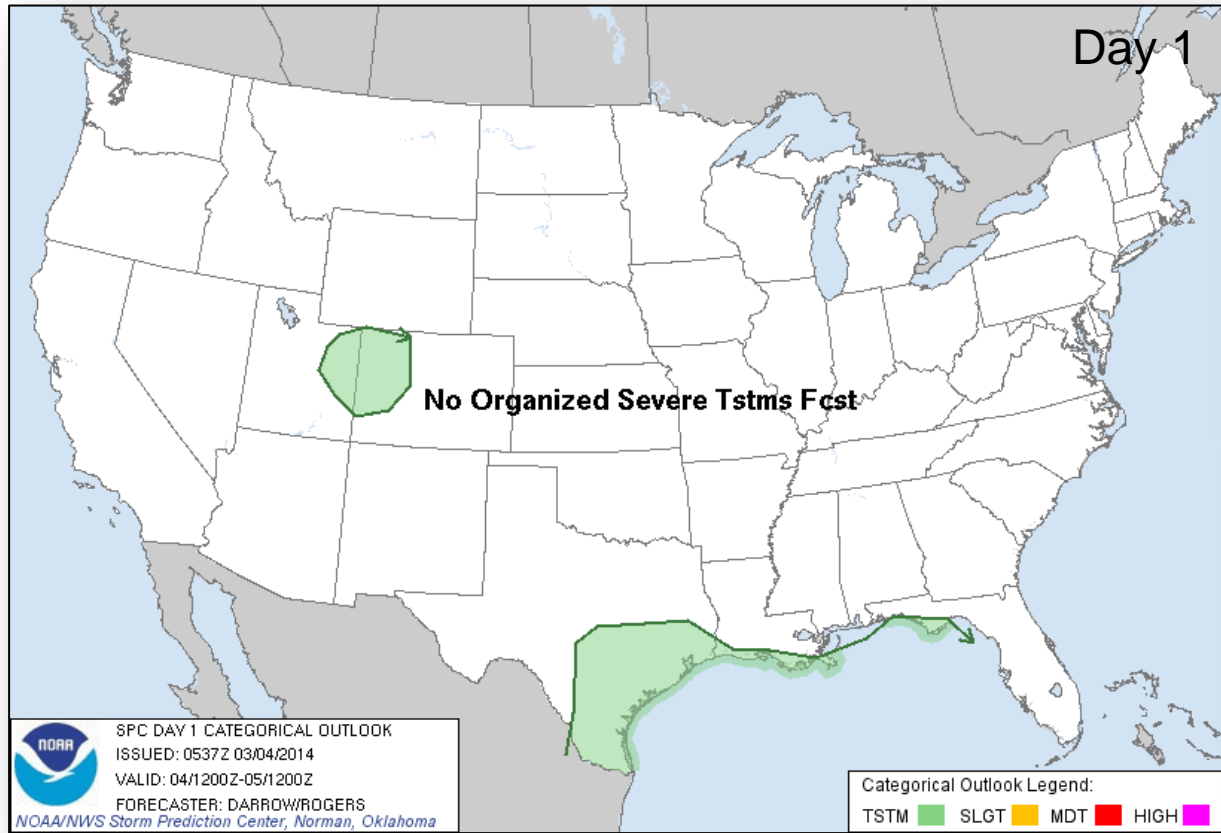 Day 1
No Organized Severe Tstms Fcst
NOAA
SPC DAY 1 CATEGORICAL OUTLOOK
ISSUED: 0537Z 03/04/2014
VALID: 04/1200Z-05/1200Z
FORECASTER: DARROW/ROGERS
NOAA/NWS Storm Prediction Center, Norman, Oklahoma
Categorical Outlook Legend:
TSTM SLGT MDT HIGH